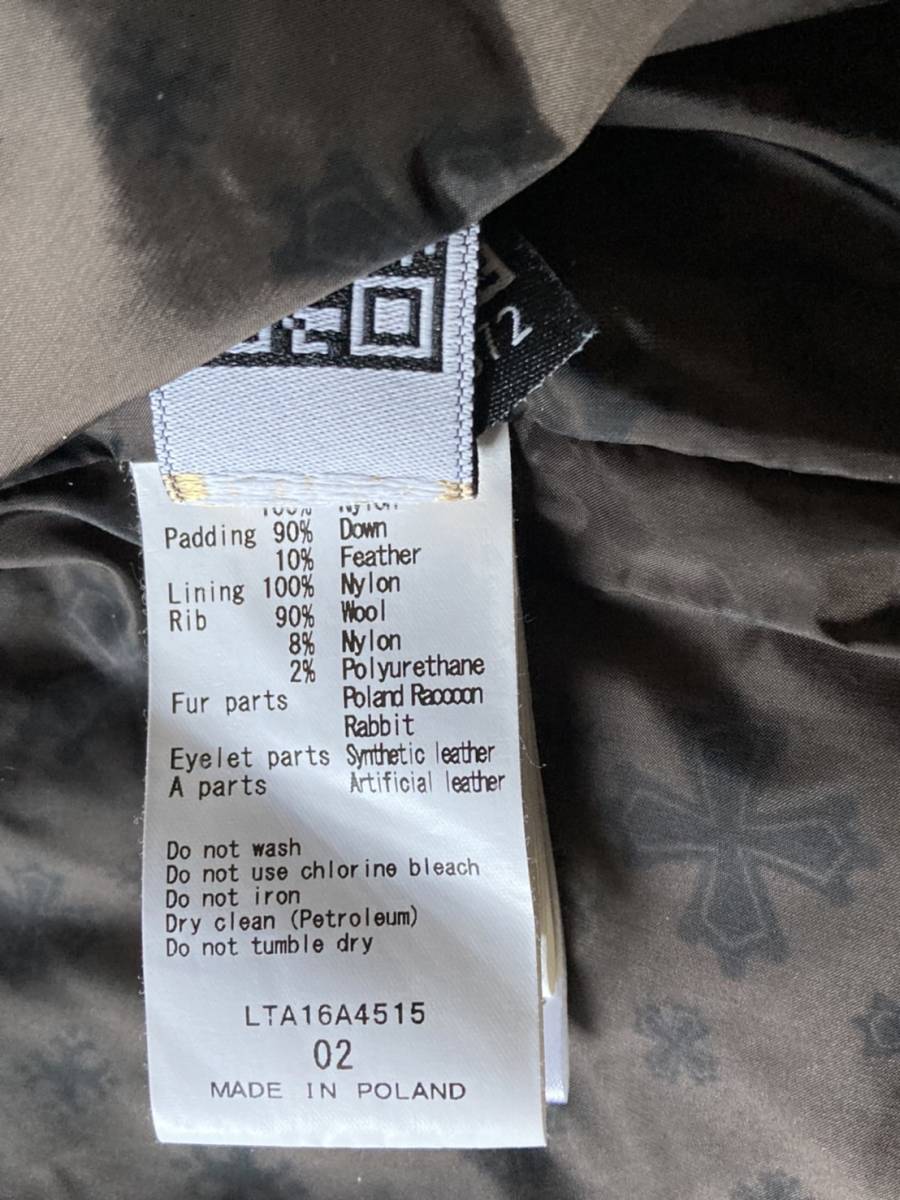 572
100% Nylon
Padding 90% Down
10% Feather
Lining 100% Nylon
Rib 90% Wool
8% Nylon
2% Polyurethane
Fur parts Poland Racocon
Rabbit
Eyelet parts Synthetic leather
A parts Artificial leather
Do not wash
Do not use chlorine bleach
Do not iron
Dry clean (Petroleum)
Do not tumble dry
LTA16A4515
02
MADE IN POLAND